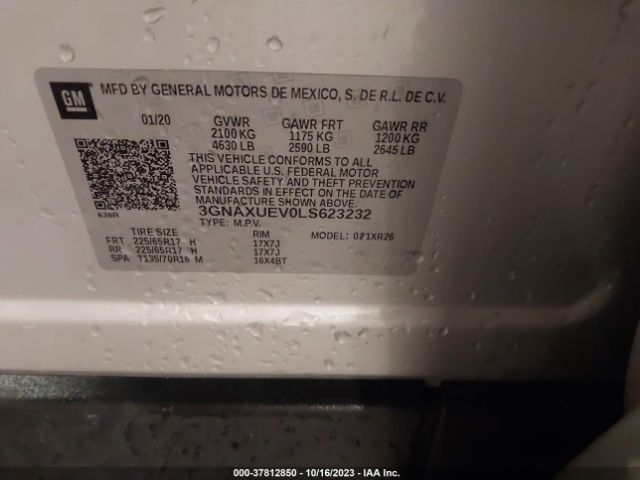 GM
MFD BY GENERAL MOTORS DE MEXICO, S. DE R.L. DE C.V.
01/20 GVWR GAWR FRT GAWR RR
2100 KG 1175 KG 1200 KG
4630 LB 2590 LB 2645 LB
THIS VEHICLE CONFORMS TO ALL
APPLICABLE U.S. FEDERAL MOTOR
VEHICLE SAFETY AND THEFT PREVENTION
STANDARDS IN EFFECT ON THE DATE OF
MANUFACTURE SHOWN ABOVE.
636R 3GNAXUEV0LS623232
TYPE: M.P.V.
TIRE SIZE RIM MODEL: 021XR26
FRT 225/65R17 H 17X7J
RR 225/65R17 H 17X7J
SPA T135/70R16 M 16X4BT
000-37812850 | 10/16/2023 | IAA Inc.